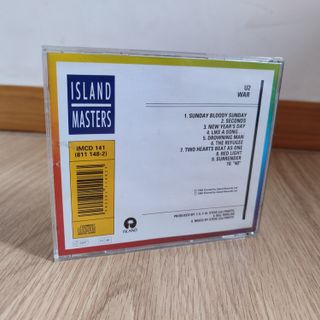 ISLAND
MASTERS
IMCD 141
(811 148-2)
U2
WAR
1. SUNDAY BLOODY SUNDAY
2. SECONDS
3. NEW YEAR'S DAY
4. LIKE A SONG...
5. DROWNING MAN
6. THE REFUGEE
7. TWO HEARTS BEAT AS ONE
8. RED LIGHT
9. SURRENDER
10. "40"
ISLAND